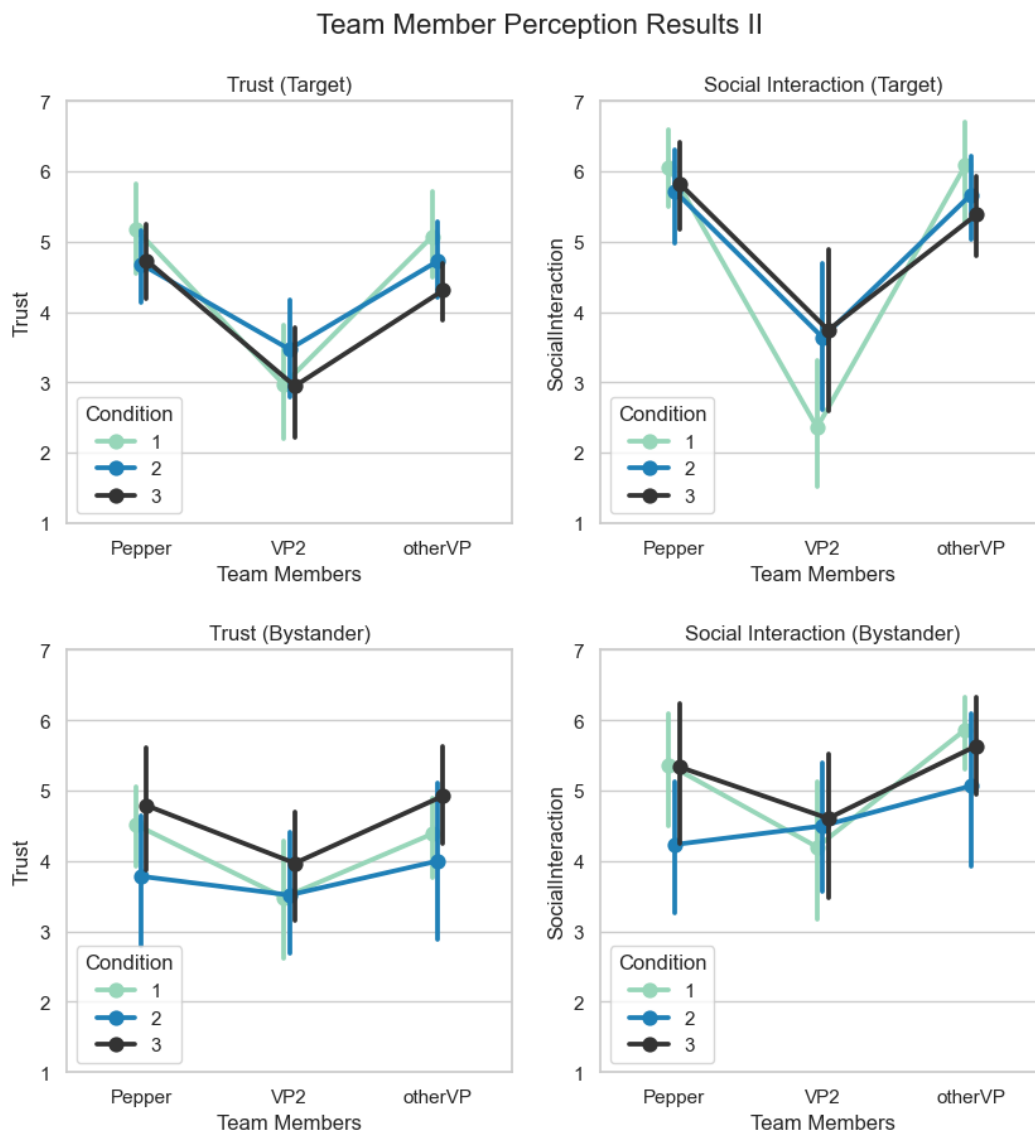 Team Member Perception Results II
Trust (Target)
7
6
5
4
3
2
1
Trust
Condition
1
2
3
Pepper VP2 otherVP
Team Members
Social Interaction (Target)
7
6
5
4
3
2
1
SocialInteraction
Condition
1
2
3
Pepper VP2 otherVP
Team Members
Trust (Bystander)
7
6
5
4
3
2
1
Trust
Condition
1
2
3
Pepper VP2 otherVP
Team Members
Social Interaction (Bystander)
7
6
5
4
3
2
1
SocialInteraction
Condition
1
2
3
Pepper VP2 otherVP
Team Members